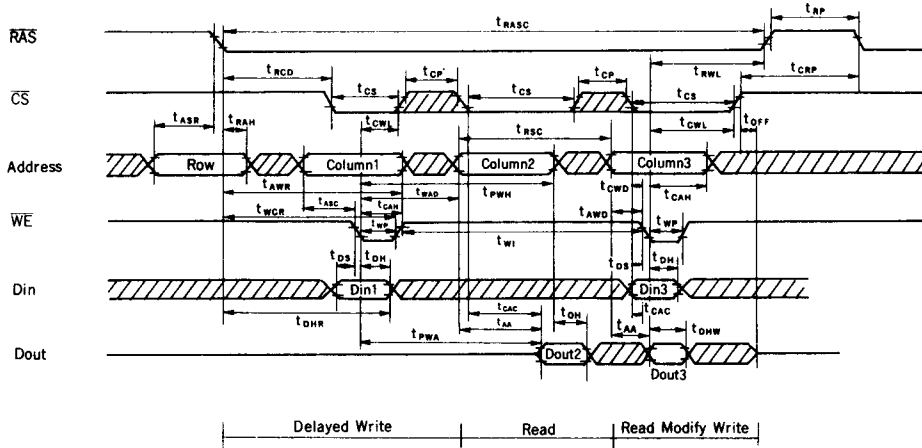 tRP
tRASC
RAS
tRWL
tRCD tCP tCP tCRP
CS
tCS tCS tCS
tASR tRAH tCWL tRSC tCWL tOFF
Address Row Column1 Column2 Column3
tAWR tWAD tPWH tCWD tCAH
tWCR tASC tCAH tAWD
WE tWP tWI tWP
tDS tDH tDS tDH
Din Din1 Din3
tDHR tCAC tOH tCAC
tPWA tAA tAA tDHW
Dout Dout2 Dout3
Delayed Write Read Read Modify Write